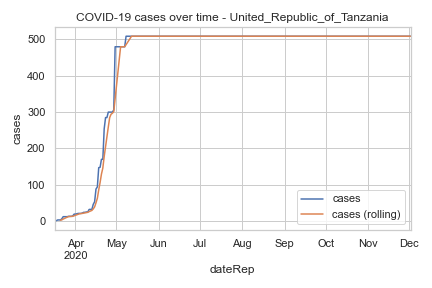 COVID-19 cases over time - United_Republic_of_Tanzania
500
400
300
200
100
0
cases
cases
cases (rolling)
Apr May Jun Jul Aug Sep Oct Nov Dec
2020
dateRep